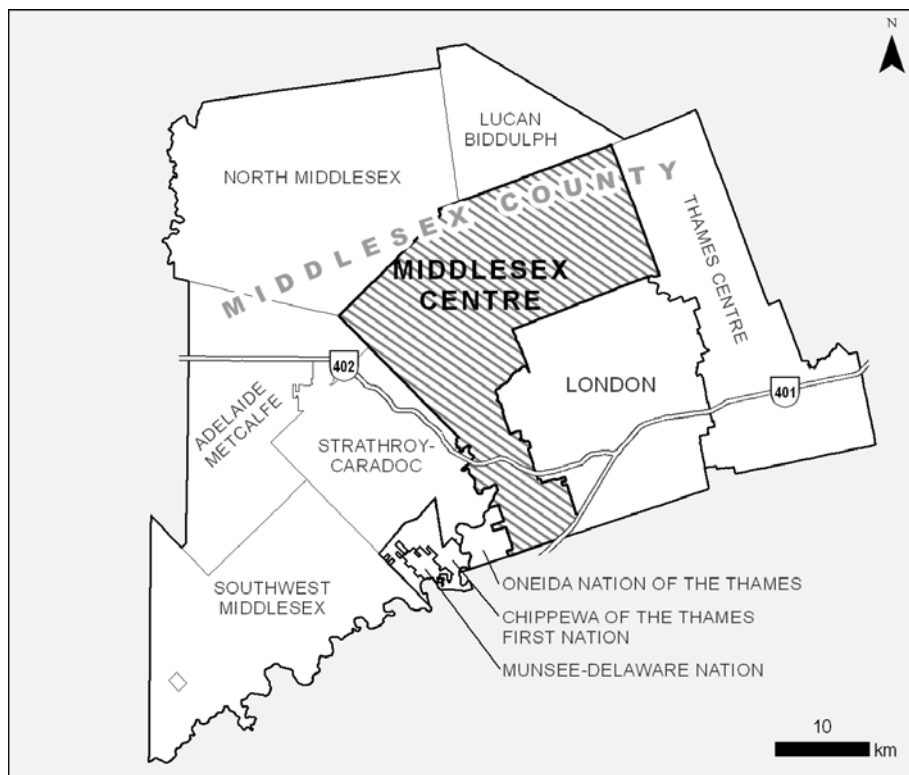 N
LUCAN
BIDDULPH
NORTH MIDDLESEX
MIDDLESEX COUNTY
THAMES CENTRE
MIDDLESEX
CENTRE
402
LONDON
401
ADELAIDE
METCALFE
STRATHROY-
CARADOC
SOUTHWEST
MIDDLESEX
ONEIDA NATION OF THE THAMES
CHIPPEWA OF THE THAMES
FIRST NATION
MUNSEE-DELAWARE NATION
10
km